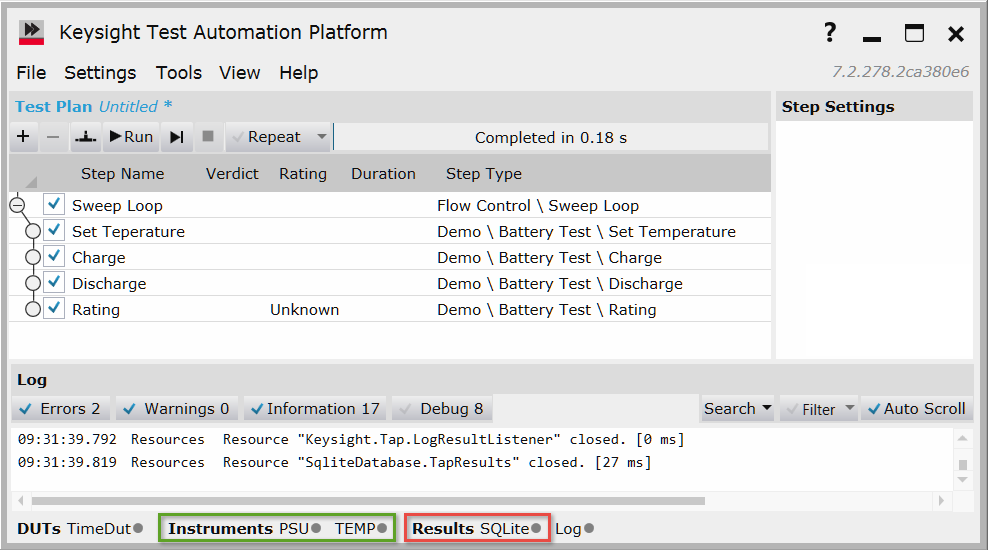 Keysight Test Automation Platform
File Settings Tools View Help 7.2.278.2ca380e6
Test Plan Untitled *
Step Settings
Run Repeat Completed in 0.18 s
Step Name Verdict Rating Duration Step Type
Sweep Loop Flow Control \ Sweep Loop
Set Teperature Demo \ Battery Test \ Set Temperature
Charge Demo \ Battery Test \ Charge
Discharge Demo \ Battery Test \ Discharge
Rating Unknown Demo \ Battery Test \ Rating
Log
Errors 2 Warnings 0 Information 17 Debug 8 Search Filter Auto Scroll
09:31:39.792 Resources Resource "Keysight.Tap.LogResultListener" closed. [0 ms]
09:31:39.819 Resources Resource "SqliteDatabase.TapResults" closed. [27 ms]
DUTs TimeDut Instruments PSU TEMP Results SQLite Log